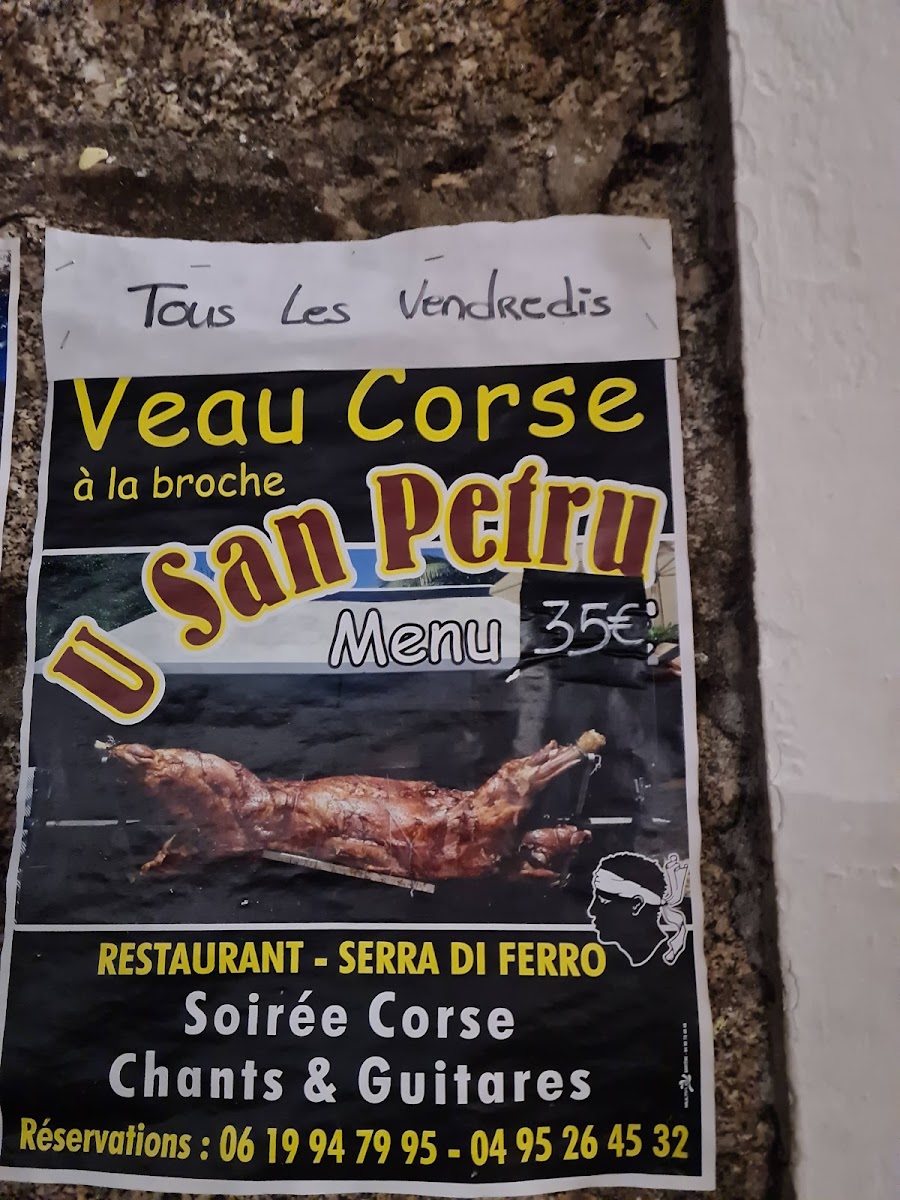 Tous Les Vendredis
Veau Corse
à la broche
U San Petru
Menu 35€
RESTAURANT - SERRA DI FERRO
Soirée Corse
Chants & Guitares
Réservations : 06 19 94 79 95 - 04 95 26 45 32